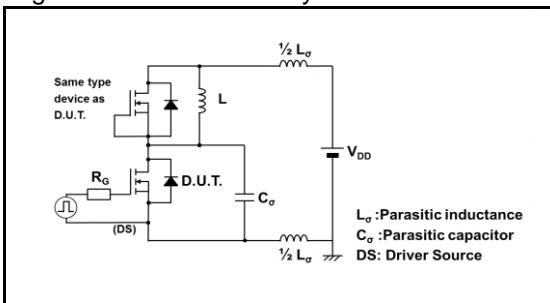 ½ Lσ
Same type
device as
D.U.T.
L
VDD
RG
D.U.T.
Cσ
(DS)
½ Lσ
Lσ :Parasitic inductance
Cσ :Parasitic capacitor
DS: Driver Source